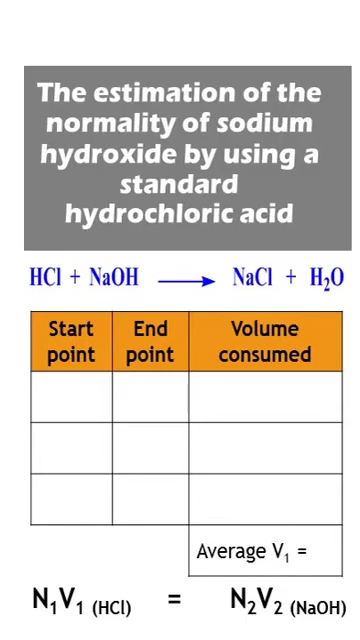 The estimation of the
normality of sodium
hydroxide by using a
standard
hydrochloric acid
HCl + NaOH ⟶ NaCl + H₂O
Start point End point Volume consumed
Average V₁ =
N₁V₁ (HCl) = N₂V₂ (NaOH)